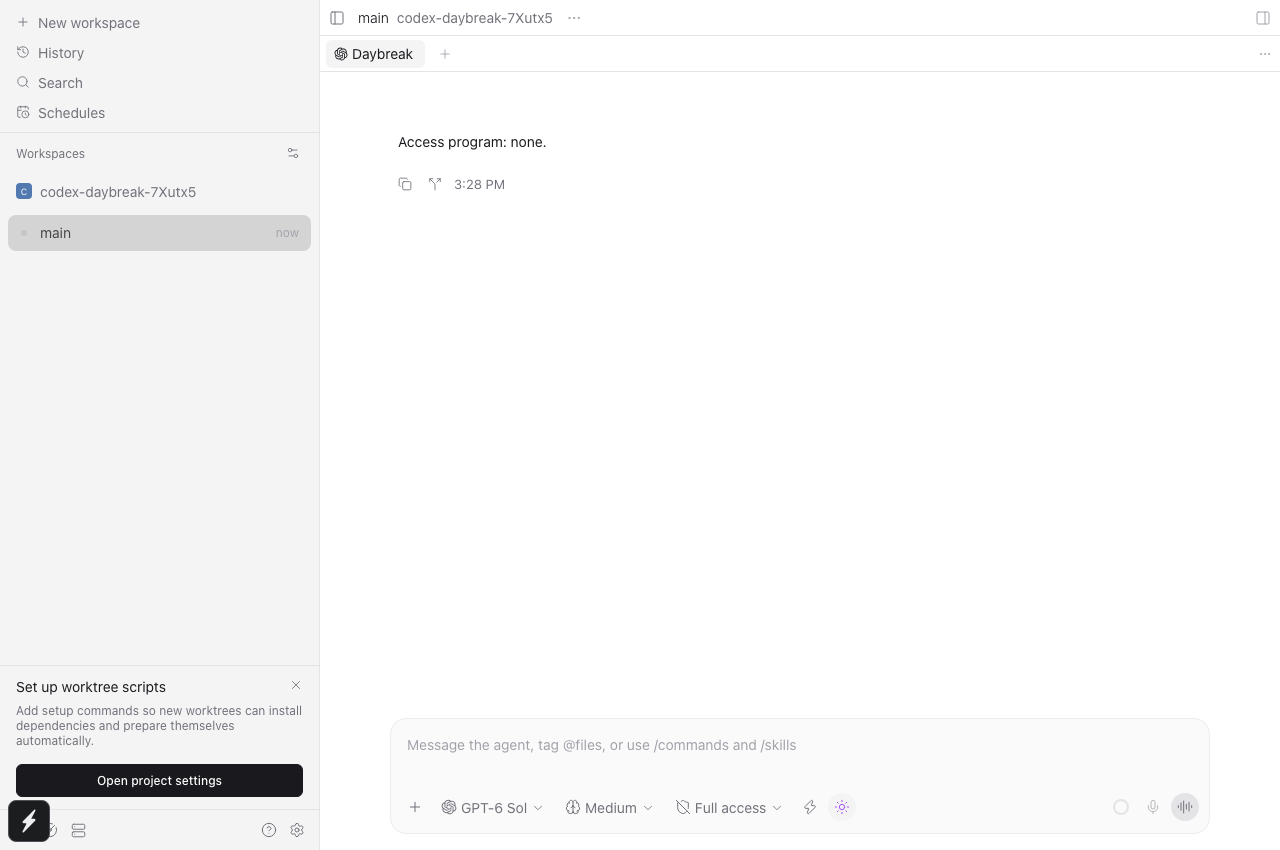 New workspace
History
Search
Schedules
Workspaces
C codex-daybreak-7Xutx5
main now
Set up worktree scripts
Add setup commands so new worktrees can install
dependencies and prepare themselves
automatically.
Open project settings
main codex-daybreak-7Xutx5
Daybreak
Access program: none.
3:28 PM
Message the agent, tag @files, or use /commands and /skills
GPT-6 Sol Medium Full access